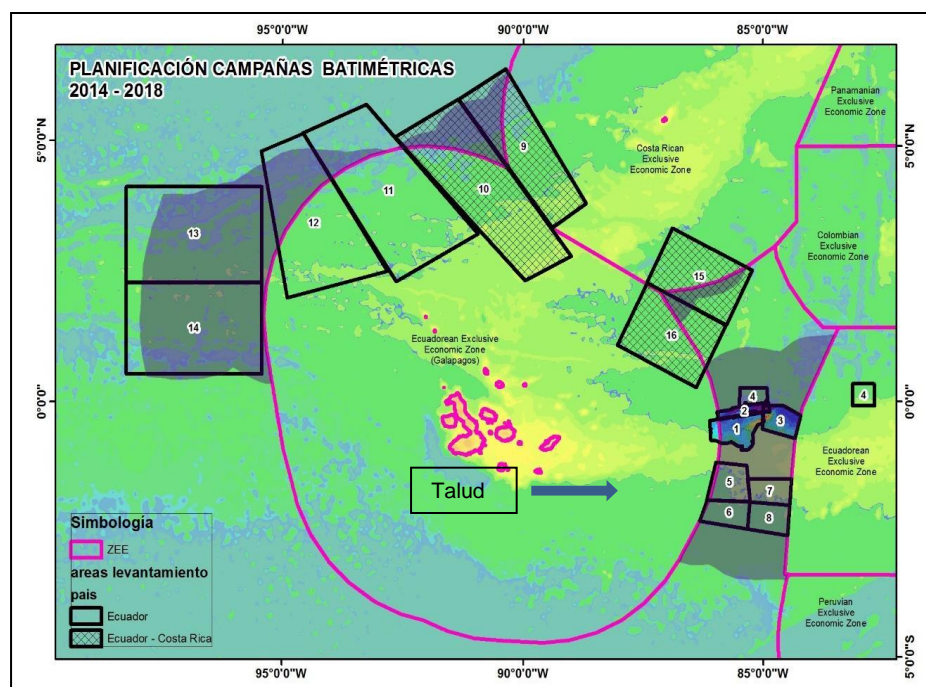 95°0'0"W
90°0'0"W
85°0'0"W
PLANIFICACIÓN CAMPAÑAS BATIMÉTRICAS
2014 - 2018
Panamanian
Exclusive
Economic Zone
5°0'0"N
5°0'0"N
9
Costa Rican
Exclusive
Economic Zone
11
10
12
13
Colombian
Exclusive
Economic Zone
15
14
16
Ecuadorean Exclusive
Economic Zone
(Galapagos)
0°0'0"
0°0'0"
4
4
2
1
3
Ecuadorean
Exclusive
Economic Zone
Talud
5
7
6
8
Simbología
ZEE
areas levantamiento
pais
Ecuador
Ecuador - Costa Rica
Peruvian
Exclusive
Economic Zone
5°0'0"S
95°0'0"W
90°0'0"W
85°0'0"W